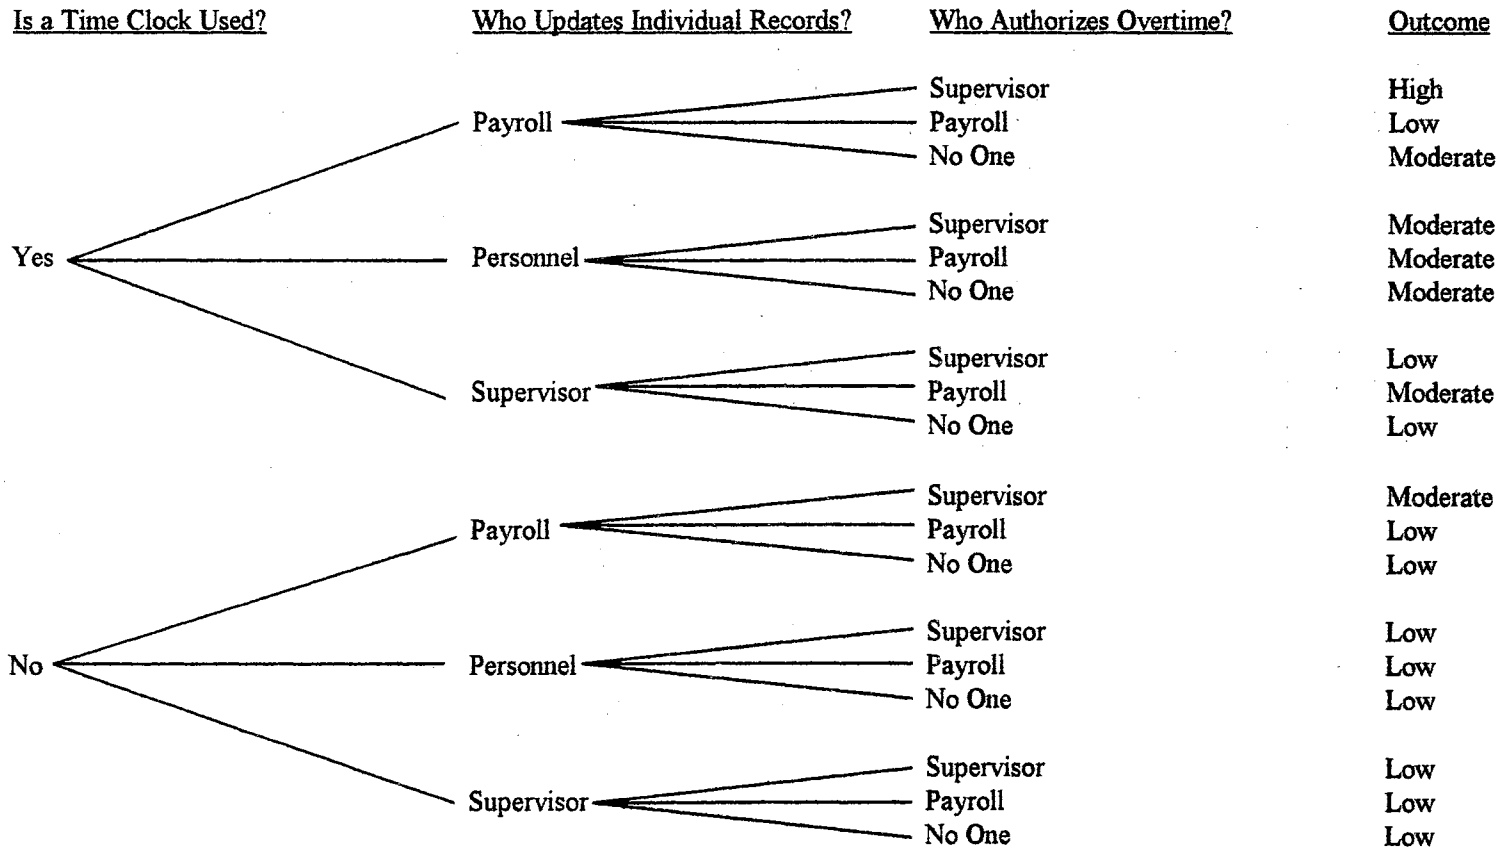 Is a Time Clock Used? Who Updates Individual Records? Who Authorizes Overtime? Outcome
Supervisor High
Payroll Payroll Low
No One Moderate
Supervisor Moderate
Yes Personnel Payroll Moderate
No One Moderate
Supervisor Low
Supervisor Payroll Moderate
No One Low
Supervisor Moderate
Payroll Payroll Low
No One Low
Supervisor Low
No Personnel Payroll Low
No One Low
Supervisor Low
Supervisor Payroll Low
No One Low